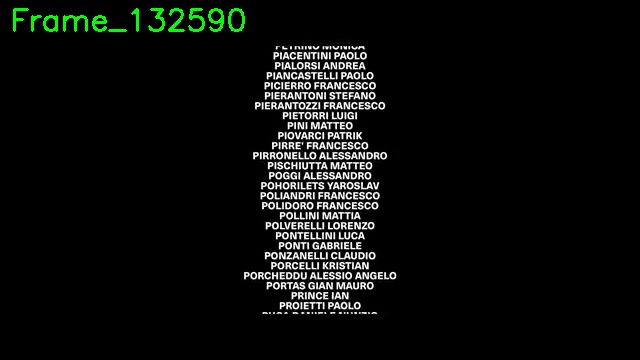 Frame_132590
PETRINO MONICA
PIACENTINI PAOLO
PIALORSI ANDREA
PIANCASTELLI PAOLO
PICIERRO FRANCESCO
PIERANTONI STEFANO
PIERANTOZZI FRANCESCO
PIETORRI LUIGI
PINI MATTEO
PIOVARCI PATRIK
PIRRE' FRANCESCO
PIRRONELLO ALESSANDRO
PISCHIUTTA MATTEO
POGGI ALESSANDRO
POHORILETS YAROSLAV
POLIANDRI FRANCESCO
POLIDORO FRANCESCO
POLLINI MATTIA
POLVERELLI LORENZO
PONTELLINI LUCA
PONTI GABRIELE
PONZANELLI CLAUDIO
PORCELLI KRISTIAN
PORCHEDDU ALESSIO ANGELO
PORTAS GIAN MAURO
PRINCE IAN
PROIETTI PAOLO